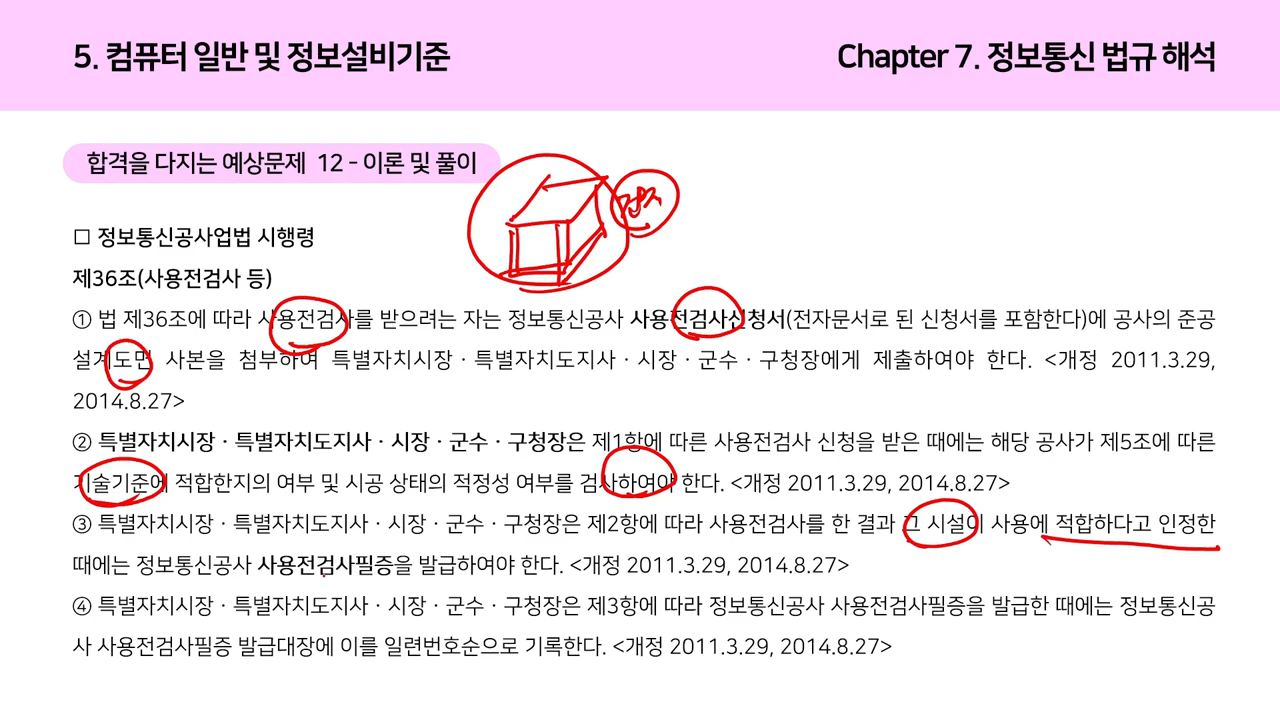 5. 컴퓨터 일반 및 정보설비기준
Chapter 7. 정보통신 법규 해석
합격을 다지는 예상문제 12 - 이론 및 풀이
□ 정보통신공사업법 시행령
제36조(사용전검사 등)
① 법 제36조에 따라 사용전검사를 받으려는 자는 정보통신공사 사용전검사신청서(전자문서로 된 신청서를 포함한다)에 공사의 준공
설계도면 사본을 첨부하여 특별자치시장 · 특별자치도지사 · 시장 · 군수 · 구청장에게 제출하여야 한다. <개정 2011.3.29,
2014.8.27>
② 특별자치시장 · 특별자치도지사 · 시장 · 군수 · 구청장은 제1항에 따른 사용전검사 신청을 받은 때에는 해당 공사가 제5조에 따른
기술기준에 적합한지의 여부 및 시공 상태의 적정성 여부를 검사하여야 한다. <개정 2011.3.29, 2014.8.27>
③ 특별자치시장 · 특별자치도지사 · 시장 · 군수 · 구청장은 제2항에 따라 사용전검사를 한 결과 그 시설이 사용에 적합하다고 인정한
때에는 정보통신공사 사용전검사필증을 발급하여야 한다. <개정 2011.3.29, 2014.8.27>
④ 특별자치시장 · 특별자치도지사 · 시장 · 군수 · 구청장은 제3항에 따라 정보통신공사 사용전검사필증을 발급한 때에는 정보통신공
사 사용전검사필증 발급대장에 이를 일련번호순으로 기록한다. <개정 2011.3.29, 2014.8.27>